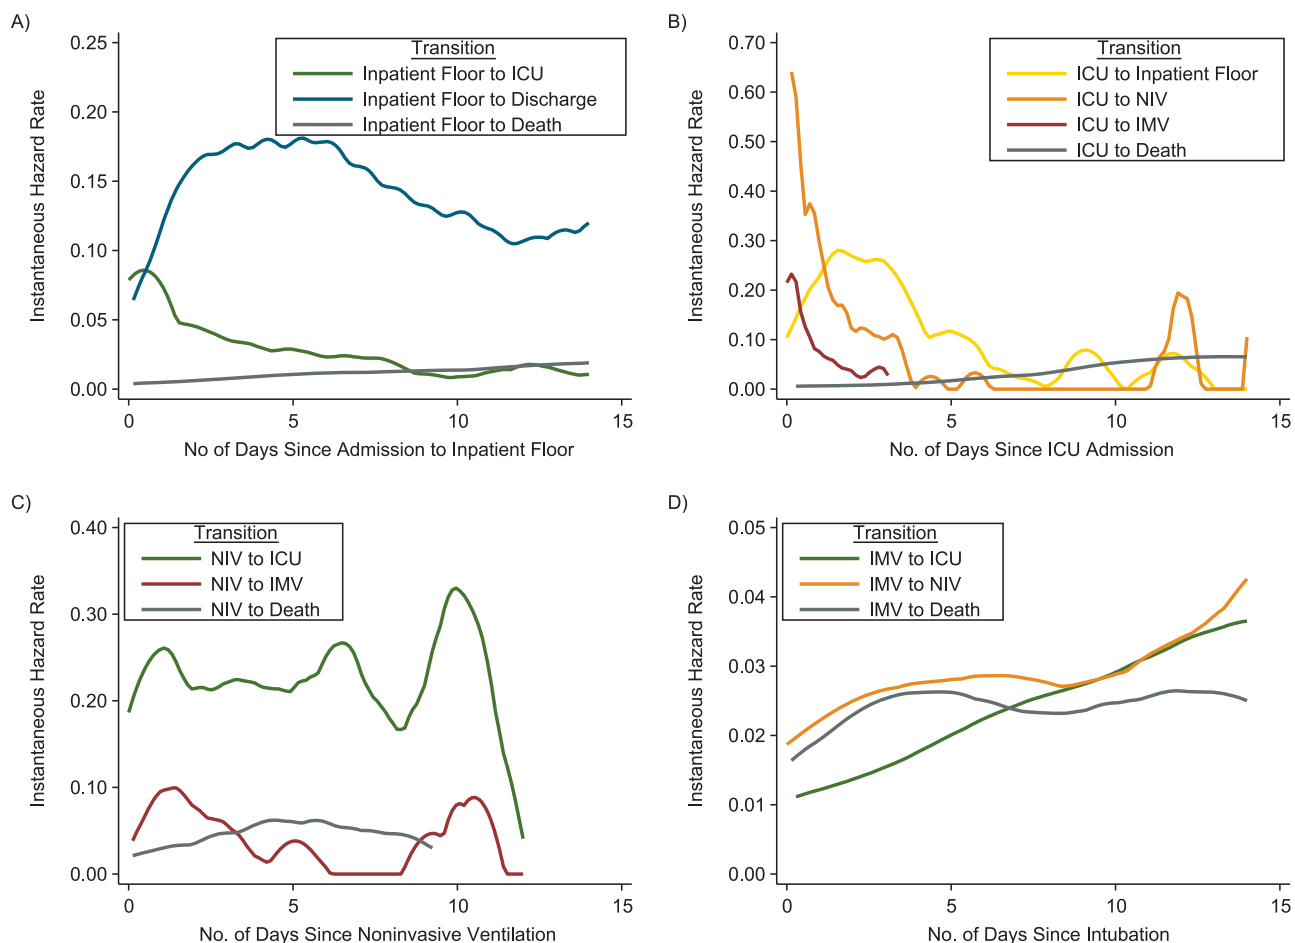 A)
0.25
0.20
0.15
0.10
0.05
0.00
Instantaneous Hazard Rate
Transition
Inpatient Floor to ICU
Inpatient Floor to Discharge
Inpatient Floor to Death
0 5 10 15
No of Days Since Admission to Inpatient Floor
B)
0.70
0.60
0.50
0.40
0.30
0.20
0.10
0.00
Instantaneous Hazard Rate
Transition
ICU to Inpatient Floor
ICU to NIV
ICU to IMV
ICU to Death
0 5 10 15
No. of Days Since ICU Admission
C)
0.40
0.30
0.20
0.10
0.00
Instantaneous Hazard Rate
Transition
NIV to ICU
NIV to IMV
NIV to Death
0 5 10 15
No. of Days Since Noninvasive Ventilation
D)
0.05
0.04
0.03
0.02
0.01
0.00
Instantaneous Hazard Rate
Transition
IMV to ICU
IMV to NIV
IMV to Death
0 5 10 15
No. of Days Since Intubation